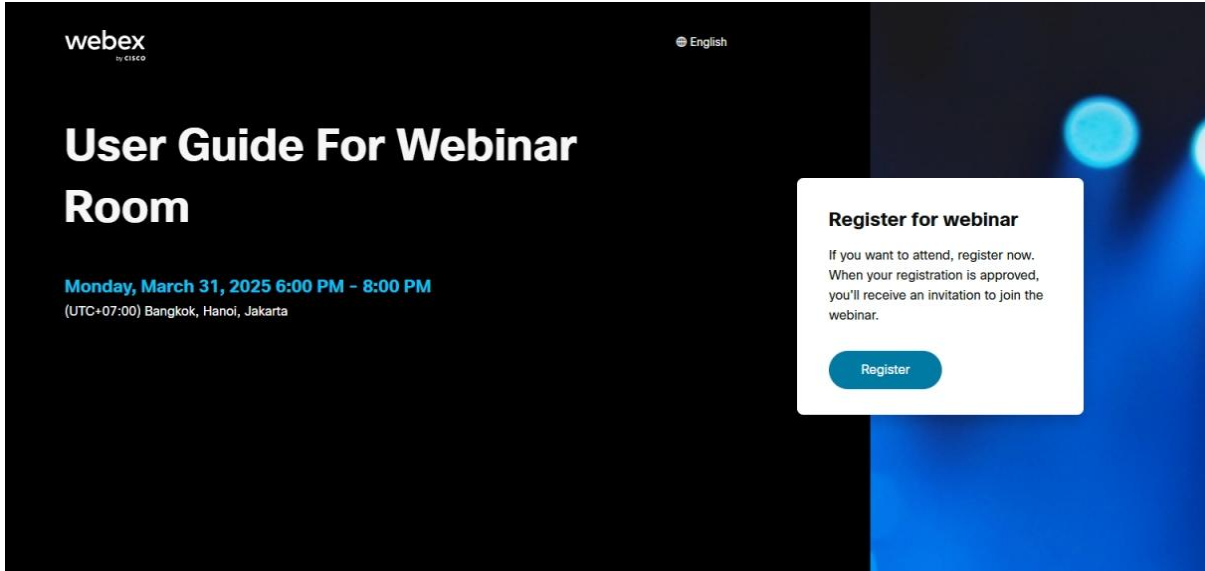 webex
by CISCO
English
User Guide For Webinar
Room
Monday, March 31, 2025 6:00 PM - 8:00 PM
(UTC+07:00) Bangkok, Hanoi, Jakarta
Register for webinar
If you want to attend, register now.
When your registration is approved,
you'll receive an invitation to join the
webinar.
Register